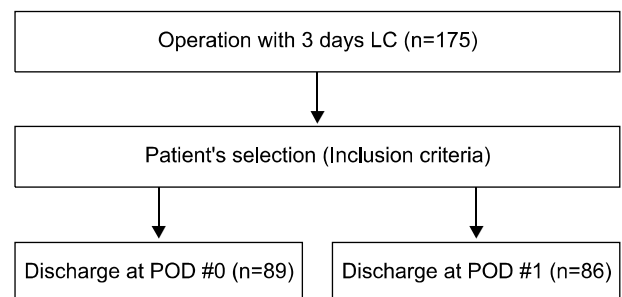 Operation with 3 days LC (n=175)
Patient's selection (Inclusion criteria)
Discharge at POD #0 (n=89)
Discharge at POD #1 (n=86)